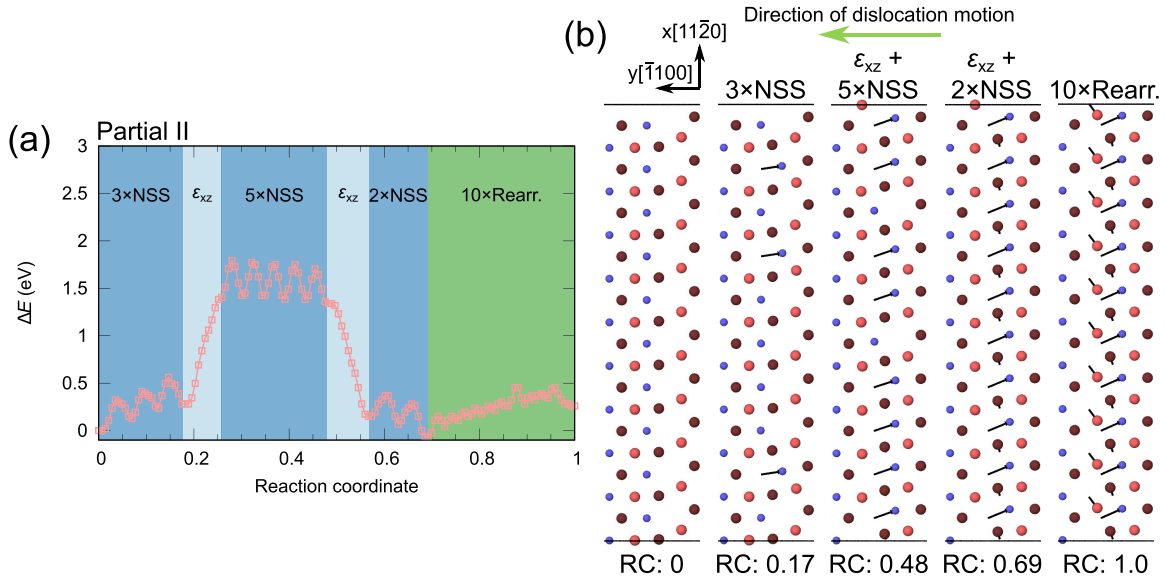 (a)
Partial II
3
2.5
2
1.5
1
0.5
0
ΔE (eV)
3×NSS
εxz
5×NSS
εxz
2×NSS
10×Rearr.
0
0.2
0.4
0.6
0.8
1
Reaction coordinate
(b)
Direction of dislocation motion
x[112̅0]
y[1̅100]
3×NSS
εxz +
5×NSS
εxz +
2×NSS
10×Rearr.
RC: 0
RC: 0.17
RC: 0.48
RC: 0.69
RC: 1.0